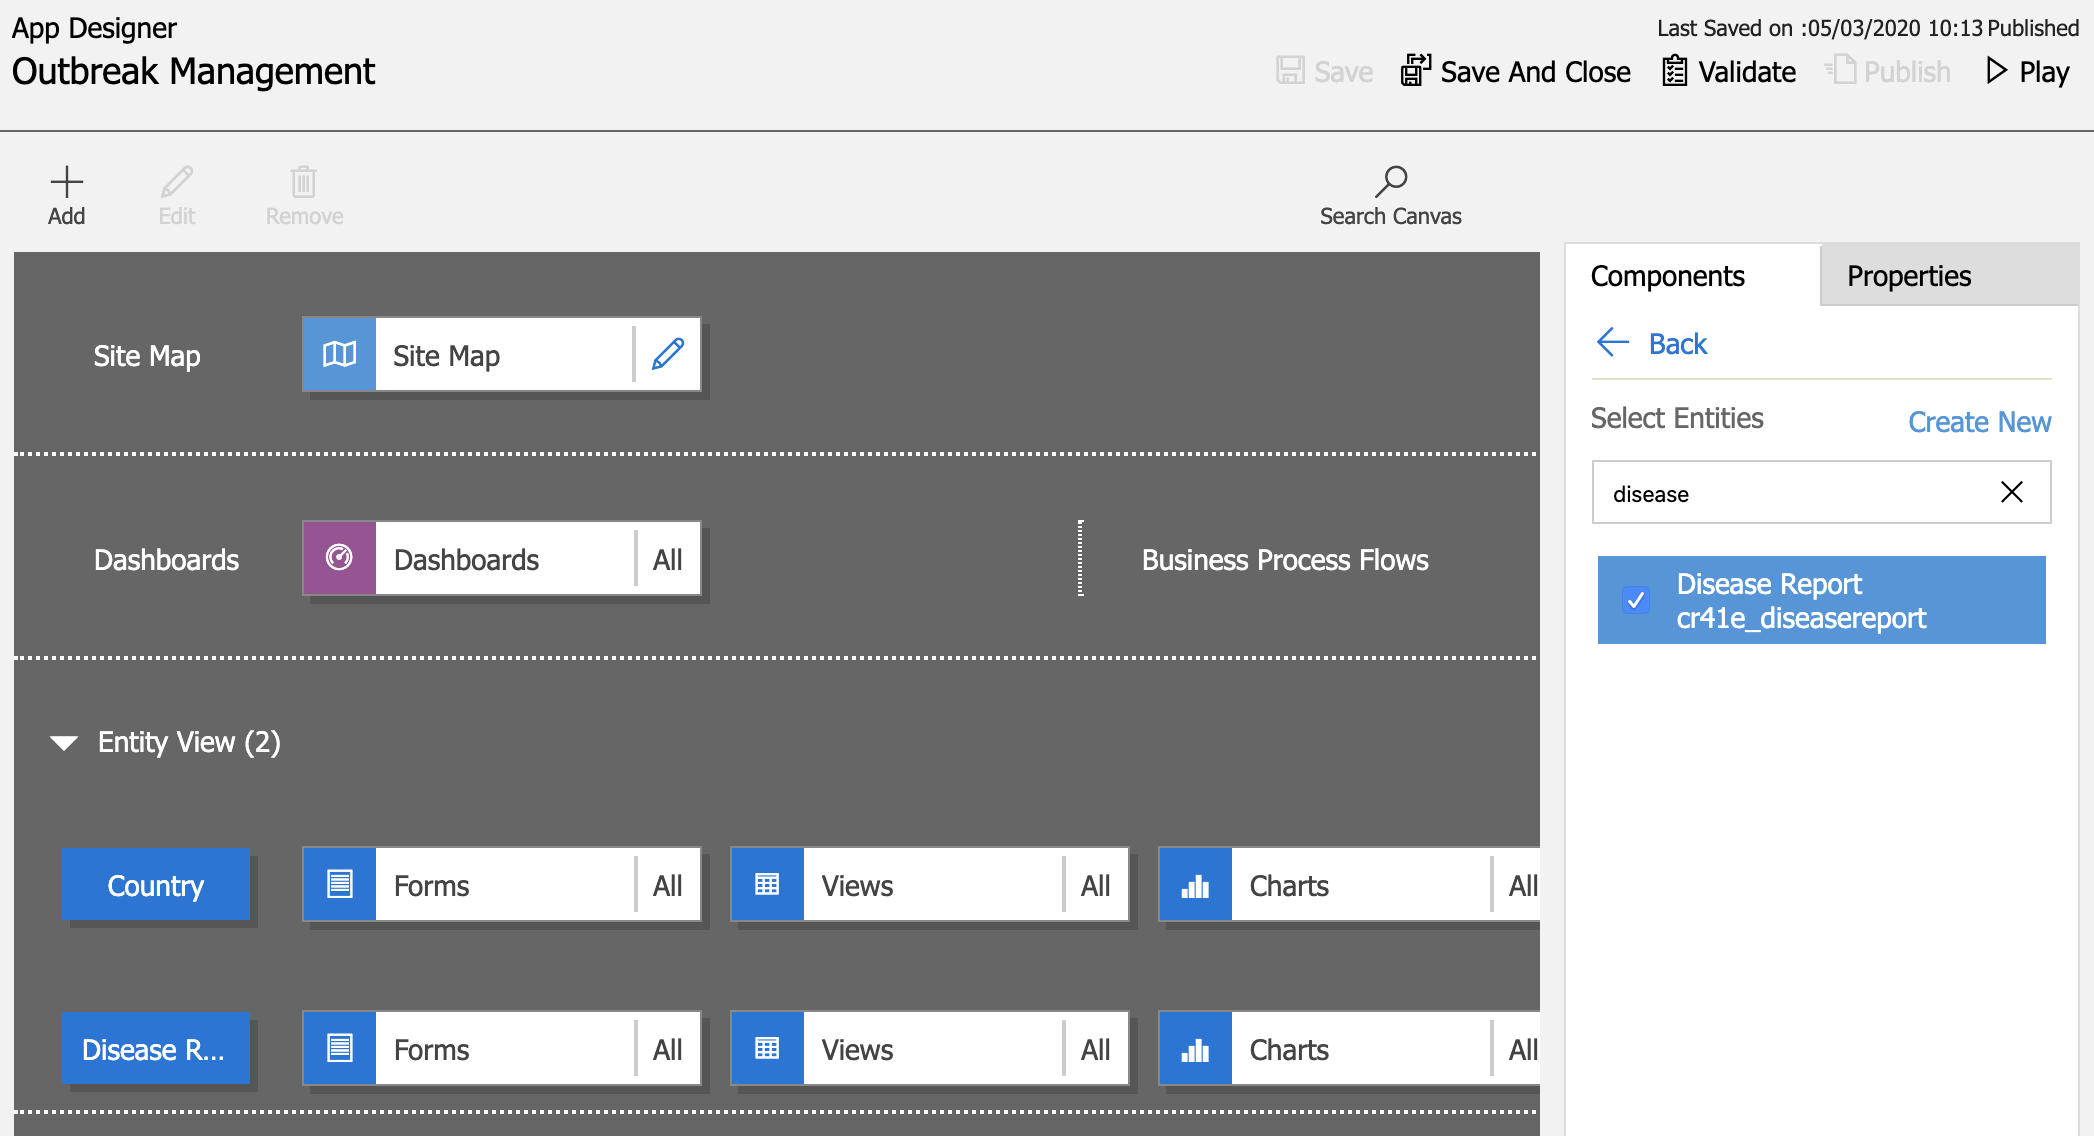 App Designer
Last Saved on :05/03/2020 10:13 Published
Outbreak Management
Save
Save And Close
Validate
Publish
Play
Add
Edit
Remove
Search Canvas
Components
Properties
Back
Select Entities
Create New
disease
Disease Report
cr41e_diseasereport
Site Map
Site Map
Dashboards
Dashboards
All
Business Process Flows
Entity View (2)
Country
Forms
All
Views
All
Charts
All
Disease R...
Forms
All
Views
All
Charts
All